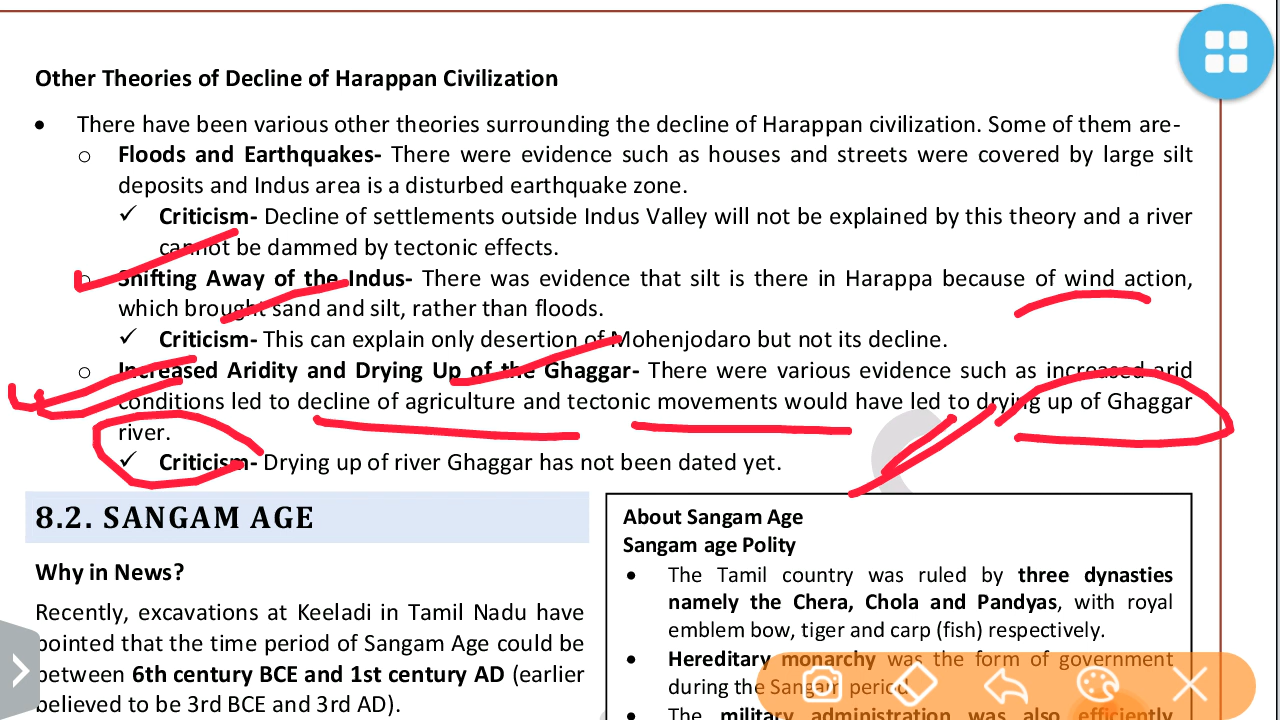 Other Theories of Decline of Harappan Civilization
• There have been various other theories surrounding the decline of Harappan civilization. Some of them are-
o Floods and Earthquakes- There were evidence such as houses and streets were covered by large silt
deposits and Indus area is a disturbed earthquake zone.
✓ Criticism- Decline of settlements outside Indus Valley will not be explained by this theory and a river
cannot be dammed by tectonic effects.
o Shifting Away of the Indus- There was evidence that silt is there in Harappa because of wind action,
which brought sand and silt, rather than floods.
✓ Criticism- This can explain only desertion of Mohenjodaro but not its decline.
o Increased Aridity and Drying Up of the Ghaggar- There were various evidence such as increased arid
conditions led to decline of agriculture and tectonic movements would have led to drying up of Ghaggar
river.
✓ Criticism- Drying up of river Ghaggar has not been dated yet.
8.2. SANGAM AGE
Why in News?
Recently, excavations at Keeladi in Tamil Nadu have
pointed that the time period of Sangam Age could be
between 6th century BCE and 1st century AD (earlier
believed to be 3rd BCE and 3rd AD).
About Sangam Age
Sangam age Polity
• The Tamil country was ruled by three dynasties
namely the Chera, Chola and Pandyas, with royal
emblem bow, tiger and carp (fish) respectively.
• Hereditary monarchy was the form of government
during the Sangam period.
• The military administration was also efficiently